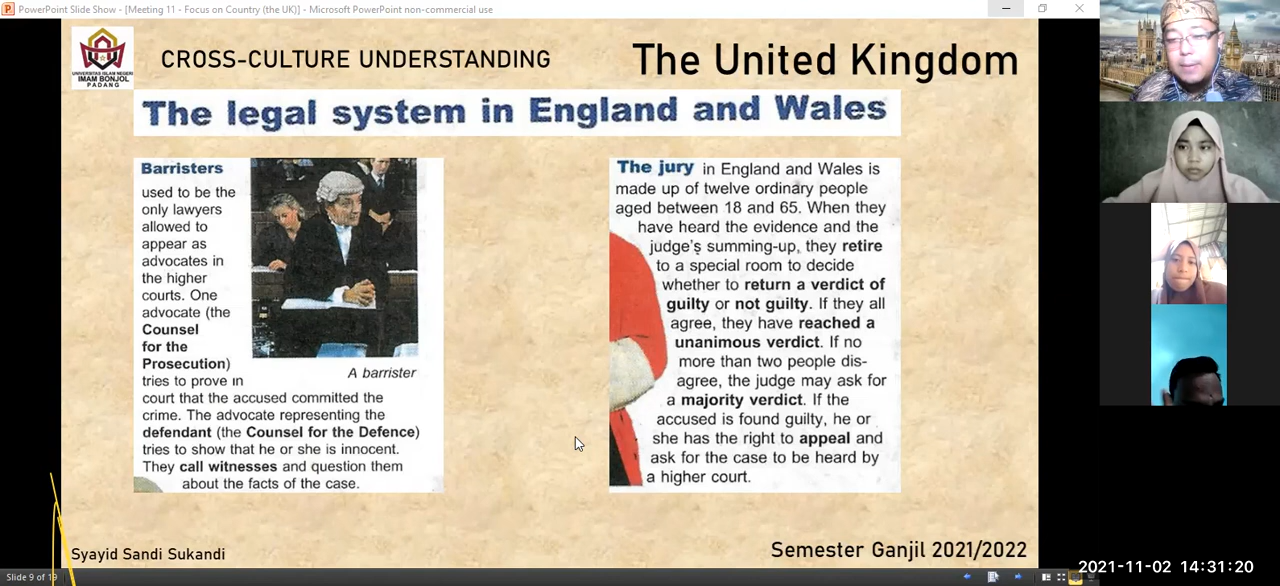 PowerPoint Slide Show - [Meeting 11 - Focus on Country (the UK)] - Microsoft PowerPoint non-commercial use
UNIVERSITAS ISLAM NEGERI
IMAM BONJOL
PADANG
CROSS-CULTURE UNDERSTANDING
The United Kingdom
The legal system in England and Wales
Barristers
used to be the
only lawyers
allowed to
appear as
advocates in
the higher
courts. One
advocate (the
Counsel
for the
Prosecution)
tries to prove in
court that the accused committed the
crime. The advocate representing the
defendant (the Counsel for the Defence)
tries to show that he or she is innocent.
They call witnesses and question them
about the facts of the case.
A barrister
The jury in England and Wales is
made up of twelve ordinary people
aged between 18 and 65. When they
have heard the evidence and the
judge's summing-up, they retire
to a special room to decide
whether to return a verdict of
guilty or not guilty. If they all
agree, they have reached a
unanimous verdict. If no
more than two people dis-
agree, the judge may ask for
a majority verdict. If the
accused is found guilty, he or
she has the right to appeal and
ask for the case to be heard by
a higher court.
Syayid Sandi Sukandi
Semester Ganjil 2021/2022
Slide 9 of 19
2021-11-02 14:31:20